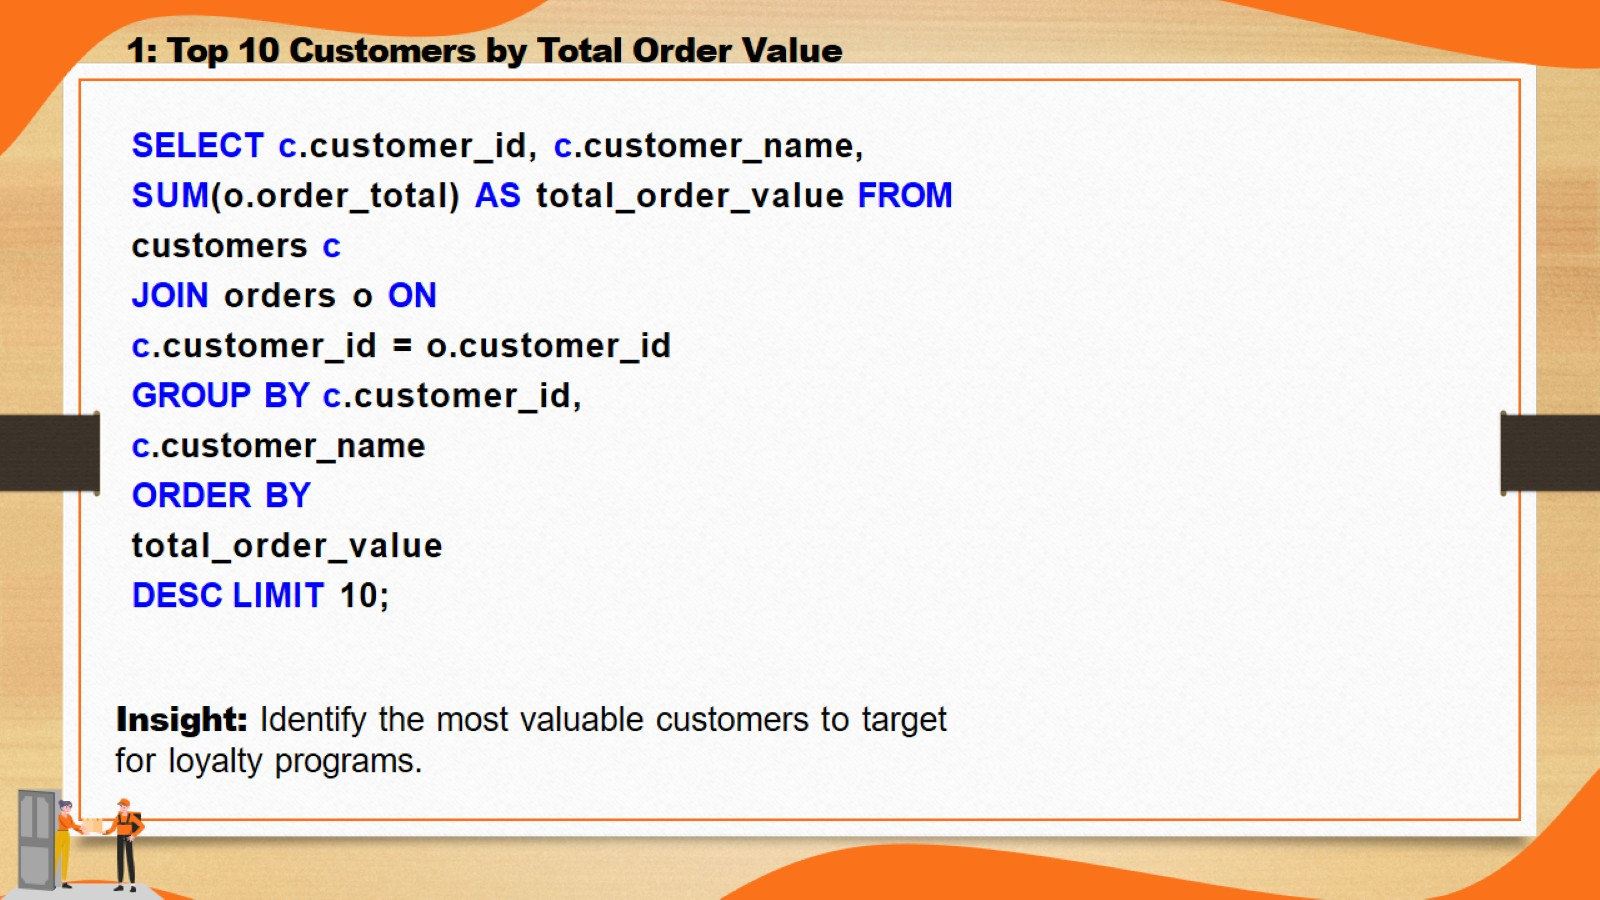 1: Top 10 Customers by Total Order Value
SELECT c.customer_id, c.customer_name,
SUM(o.order_total) AS total_order_value FROM
customers c
JOIN orders o ON
c.customer_id = o.customer_id
GROUP BY c.customer_id,
c.customer_name
ORDER BY
total_order_value
DESC LIMIT 10;
Insight: Identify the most valuable customers to target
for loyalty programs.